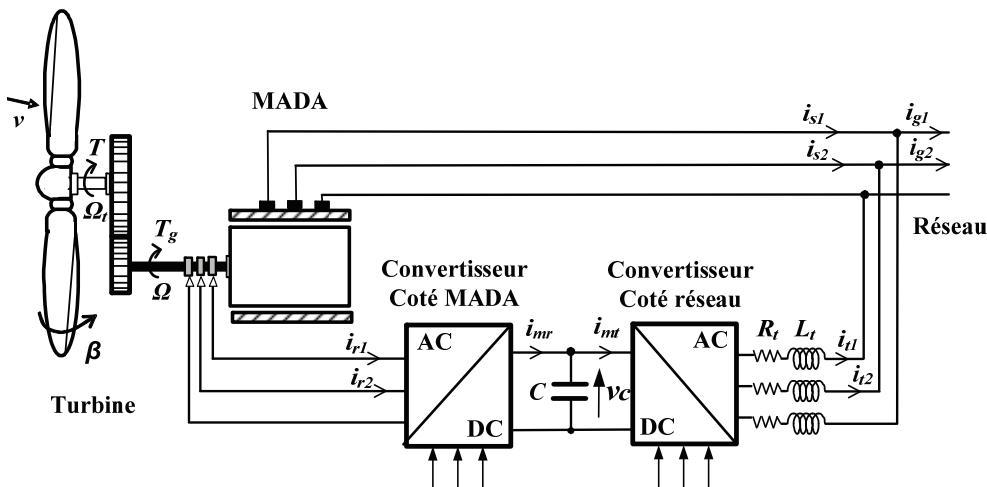 MADA
v
T
Ωt
Tg
Ω
β
Turbine
is1
ig1
is2
ig2
Réseau
Convertisseur
Coté MADA
Convertisseur
Coté réseau
ir1
ir2
AC
DC
imr
imt
C
vc
AC
DC
Rt Lt
it1
it2